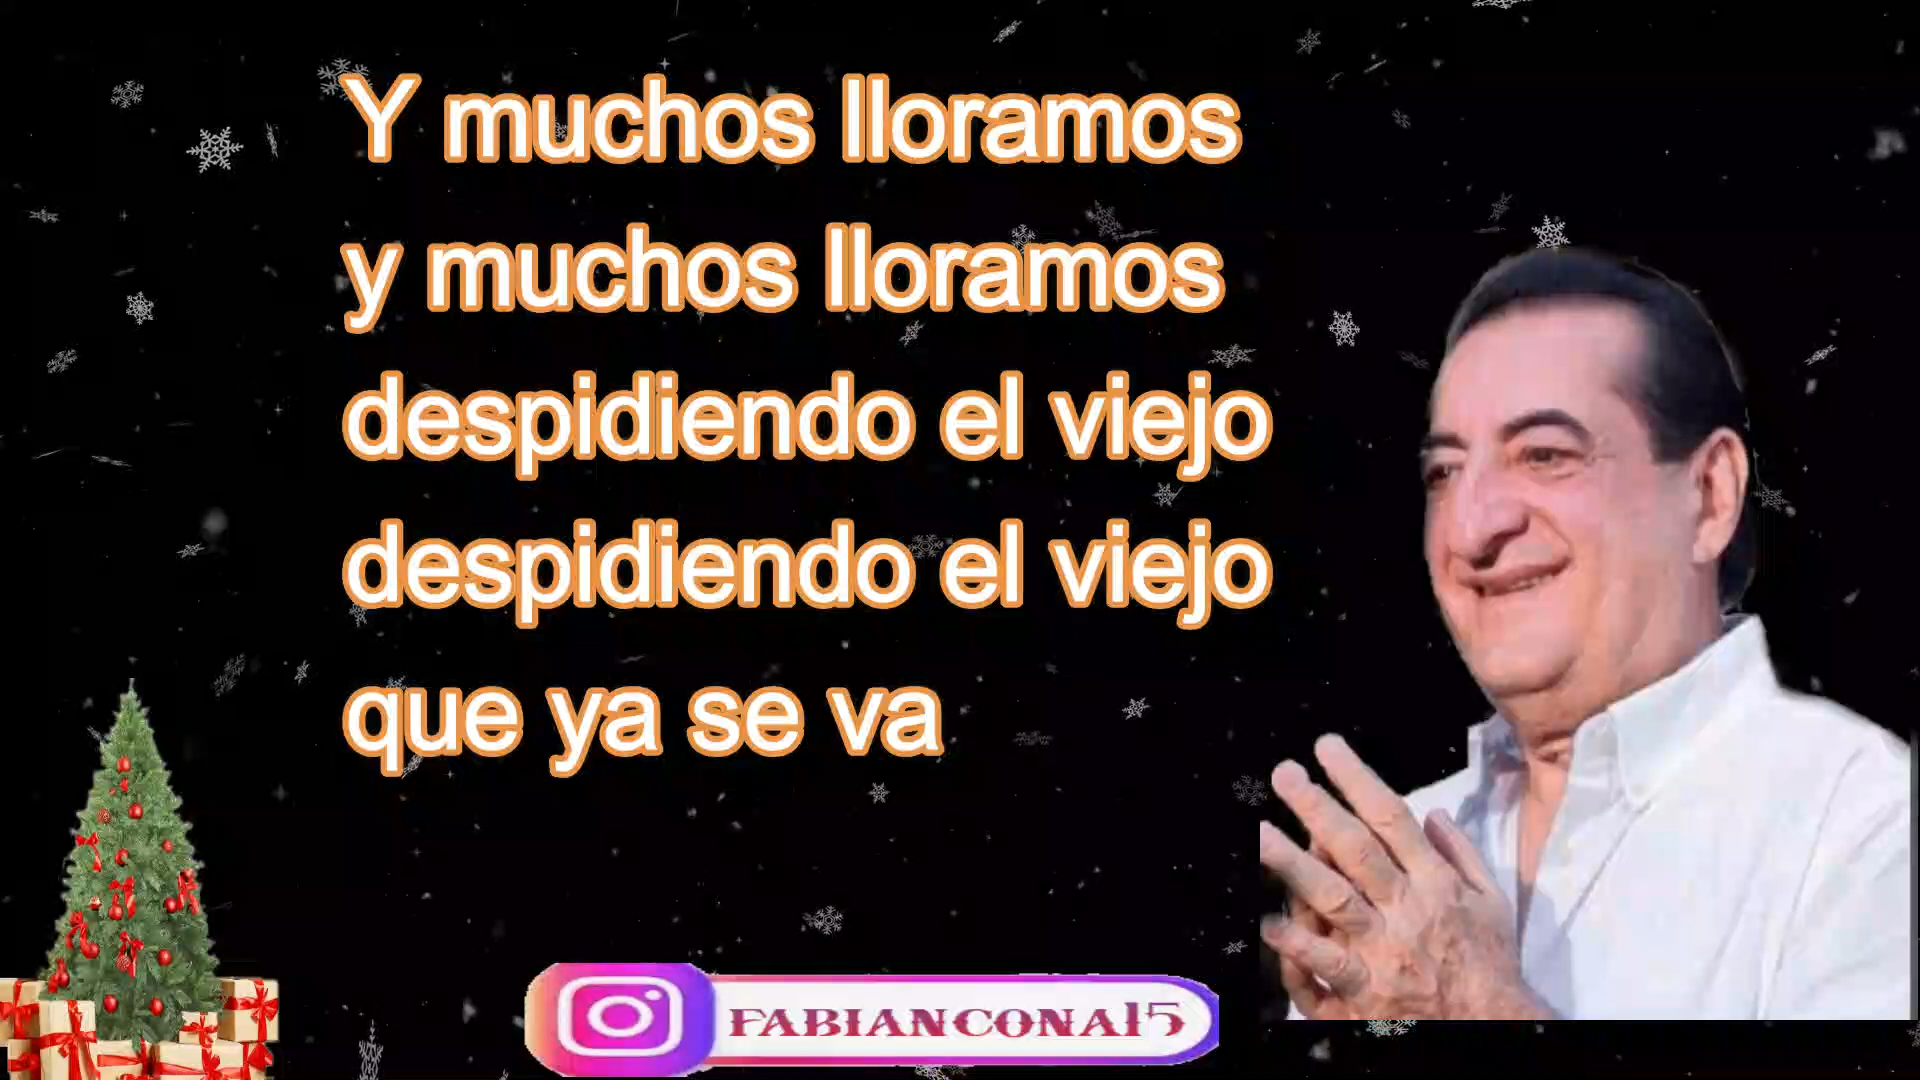 Y muchos lloramos
y muchos lloramos
despidiendo el viejo
despidiendo el viejo
que ya se va
FABIANCONA15